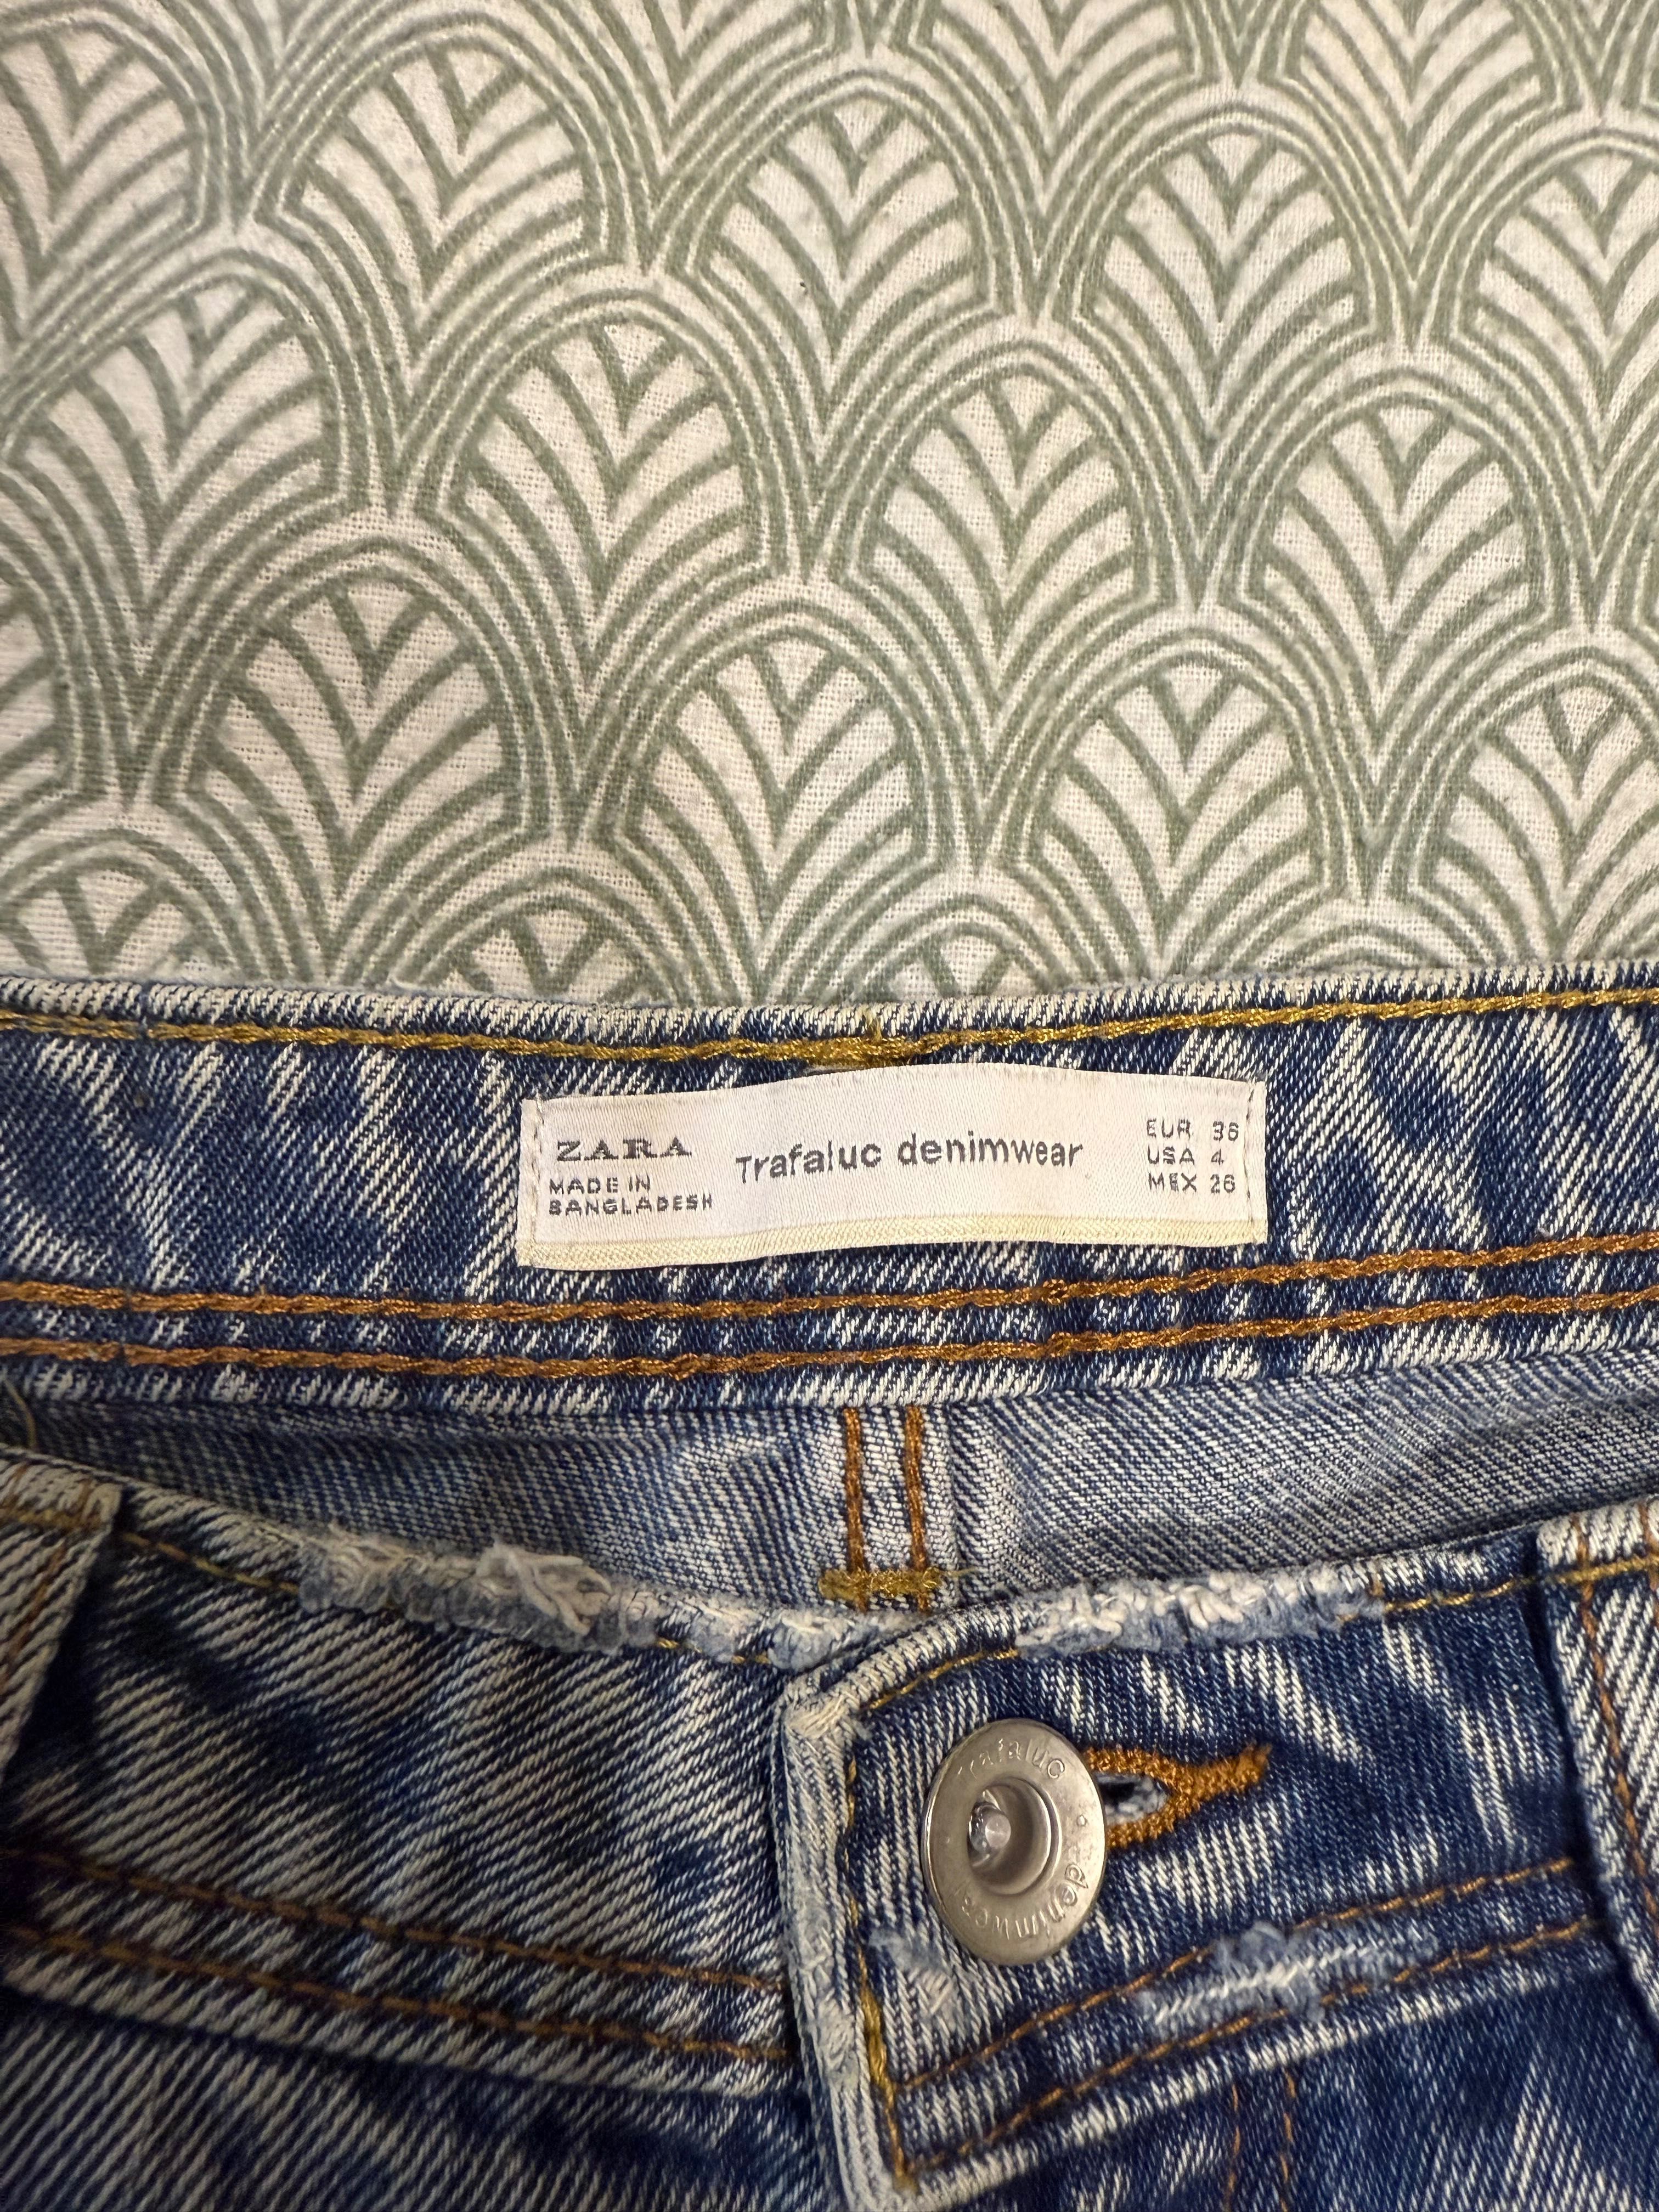 ZARA
MADE IN
BANGLADESH
Trafaluc denimwear
EUR 36
USA 4
MEX 26
Trafaluc
denimwear